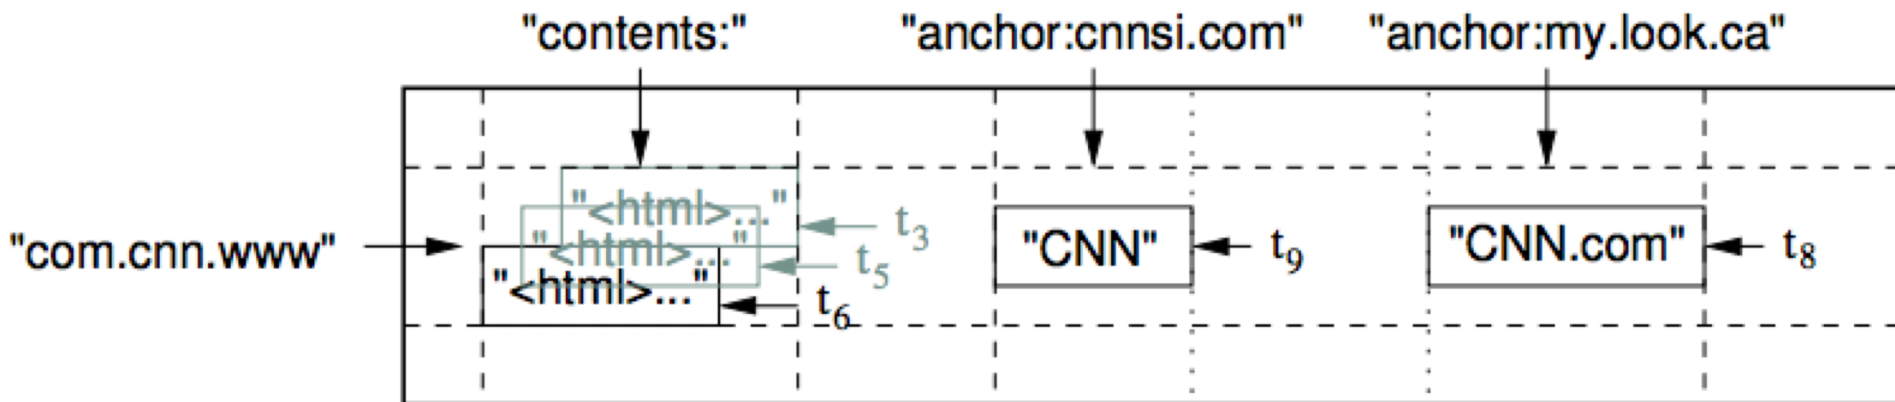 "contents:" "anchor:cnnsi.com" "anchor:my.look.ca"
"<html>..." t3
"com.cnn.www" "<html>..." t5 "CNN" t9 "CNN.com" t8
"<html>..." t6